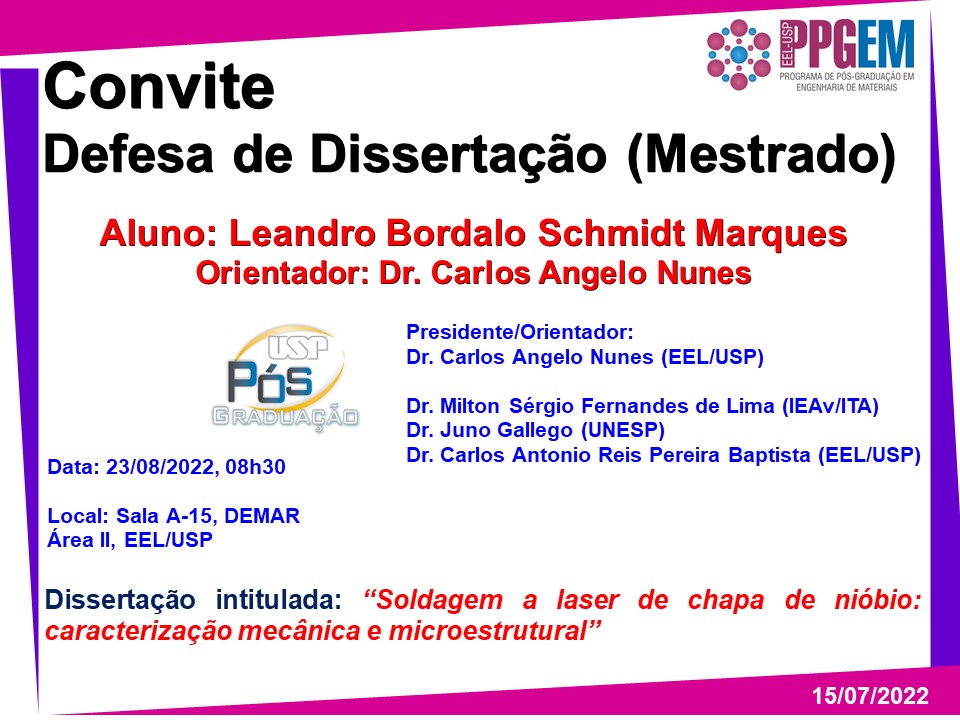 EEL-USP
PPGEM
PROGRAMA DE PÓS-GRADUAÇÃO EM
ENGENHARIA DE MATERIAIS
Convite
Defesa de Dissertação (Mestrado)
Aluno: Leandro Bordalo Schmidt Marques
Orientador: Dr. Carlos Angelo Nunes
USP
Pós
GRADUAÇÃO
Presidente/Orientador:
Dr. Carlos Angelo Nunes (EEL/USP)
Dr. Milton Sérgio Fernandes de Lima (IEAv/ITA)
Dr. Juno Gallego (UNESP)
Dr. Carlos Antonio Reis Pereira Baptista (EEL/USP)
Data: 23/08/2022, 08h30
Local: Sala A-15, DEMAR
Área II, EEL/USP
Dissertação intitulada: “Soldagem a laser de chapa de nióbio:
caracterização mecânica e microestrutural”
15/07/2022